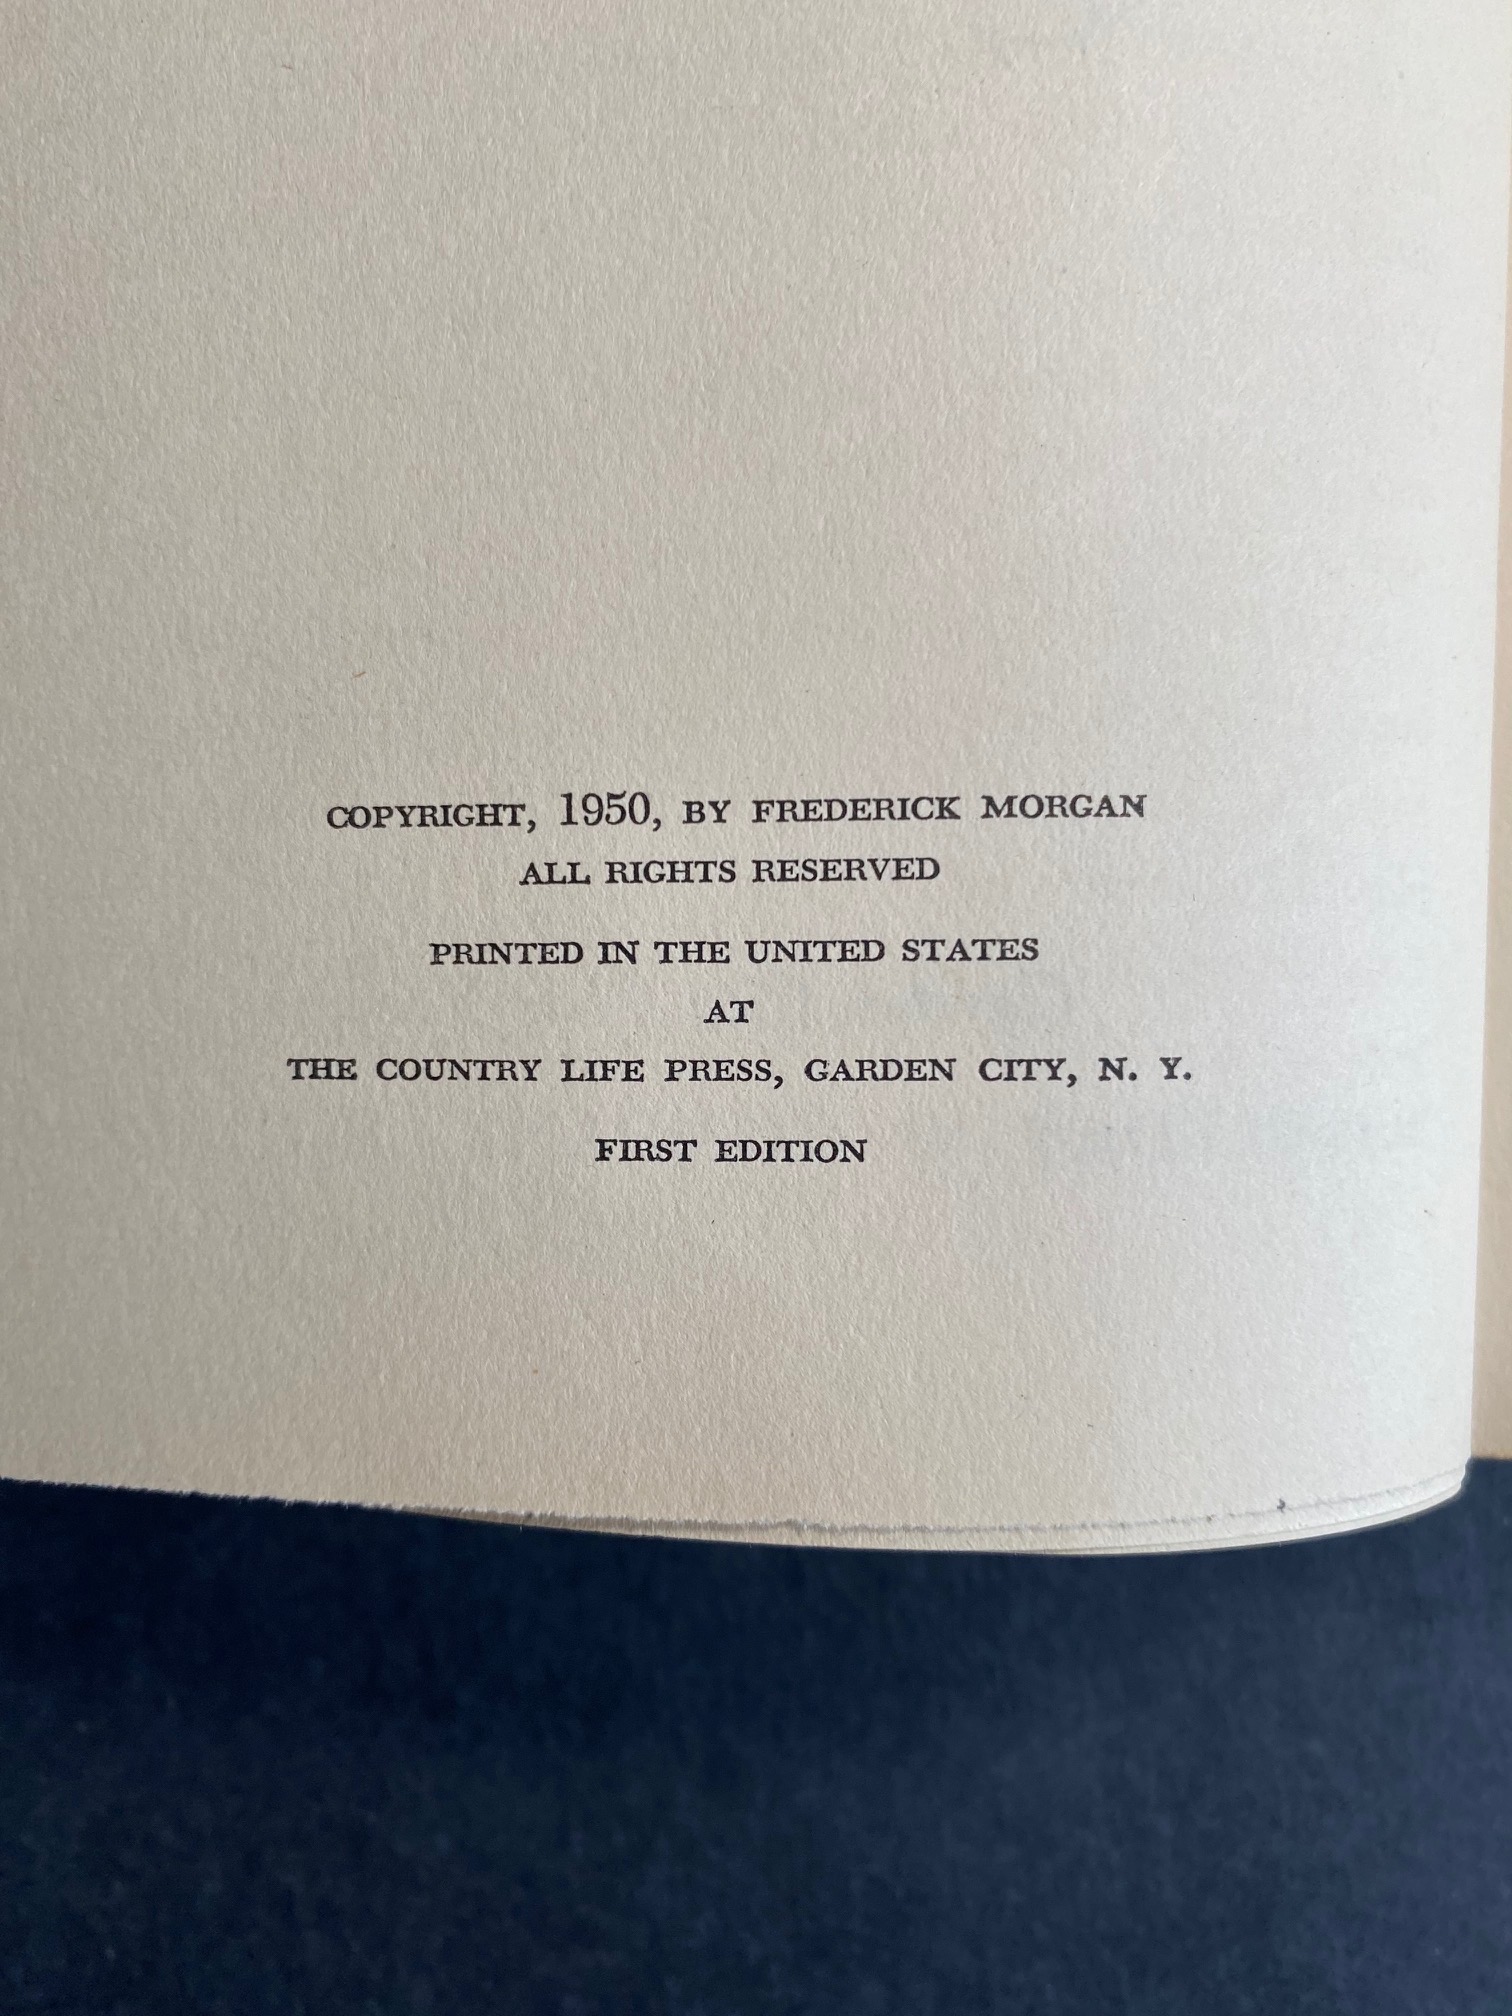 COPYRIGHT, 1950, BY FREDERICK MORGAN
ALL RIGHTS RESERVED
PRINTED IN THE UNITED STATES
AT
THE COUNTRY LIFE PRESS, GARDEN CITY, N. Y.
FIRST EDITION